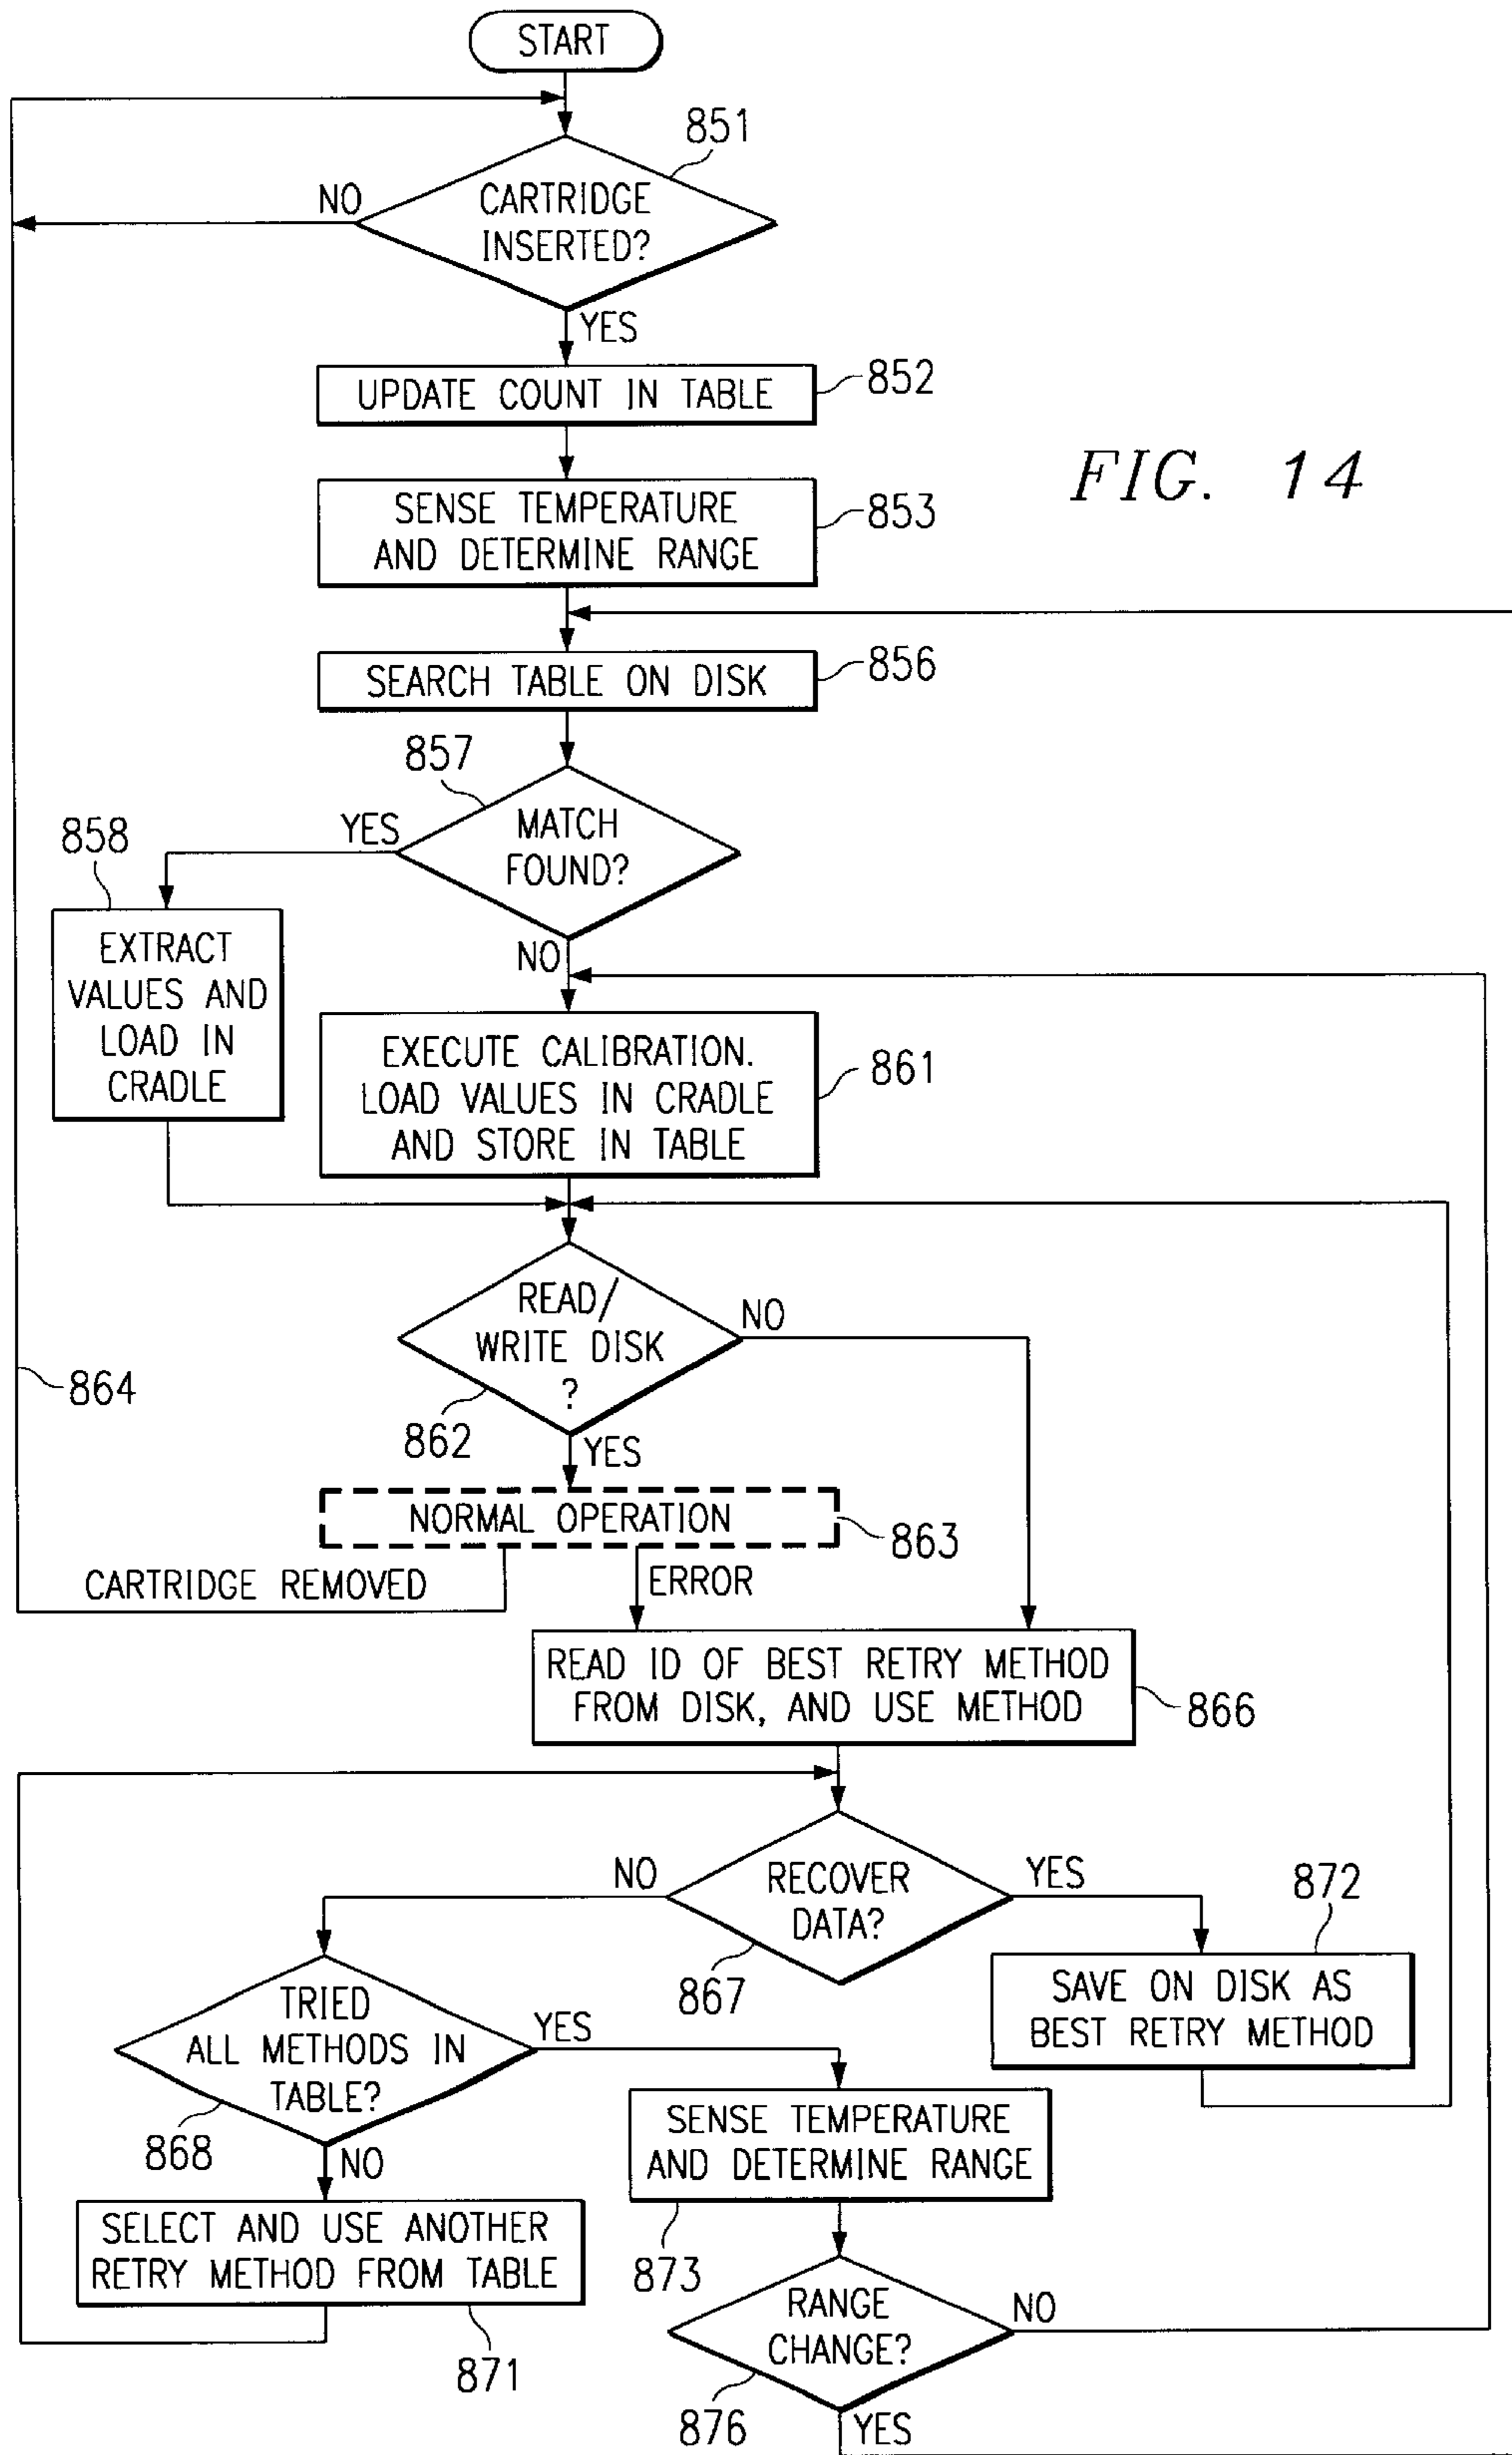 START
851
NO
CARTRIDGE
INSERTED?
YES
UPDATE COUNT IN TABLE
852
FIG. 14
SENSE TEMPERATURE
AND DETERMINE RANGE
853
SEARCH TABLE ON DISK
856
857
MATCH
FOUND?
YES
858
EXTRACT
VALUES AND
LOAD IN
CRADLE
NO
EXECUTE CALIBRATION.
LOAD VALUES IN CRADLE
AND STORE IN TABLE
861
READ/
WRITE DISK
?
NO
864
862
YES
NORMAL OPERATION
863
CARTRIDGE REMOVED
ERROR
READ ID OF BEST RETRY METHOD
FROM DISK, AND USE METHOD
866
NO
RECOVER
DATA?
YES
872
867
SAVE ON DISK AS
BEST RETRY METHOD
TRIED
ALL METHODS IN
TABLE?
YES
868
NO
SENSE TEMPERATURE
AND DETERMINE RANGE
873
SELECT AND USE ANOTHER
RETRY METHOD FROM TABLE
871
RANGE
CHANGE?
NO
876
YES